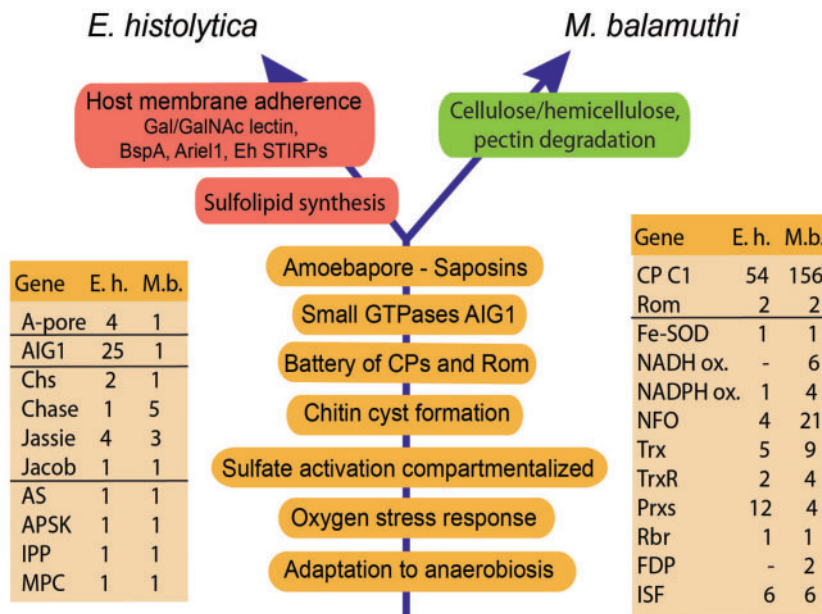 E. histolytica
M. balamuthi
Host membrane adherence
Gal/GalNAc lectin,
BspA, Ariel1, Eh STIRPs
Cellulose/hemicellulose,
pectin degradation
Sulfolipid synthesis
Amoebapore - Saposins
Small GTPases AIG1
Battery of CPs and Rom
Chitin cyst formation
Sulfate activation compartmentalized
Oxygen stress response
Adaptation to anaerobiosis
Gene E. h. M.b.
A-pore 4 1
AIG1 25 1
Chs 2 1
Chase 1 5
Jassie 4 3
Jacob 1 1
AS 1 1
APSK 1 1
IPP 1 1
MPC 1 1
Gene E. h. M.b.
CP C1 54 156
Rom 2 2
Fe-SOD 1 1
NADH ox. - 6
NADPH ox. 1 4
NFO 4 21
Trx 5 9
TrxR 2 4
Prxs 12 4
Rbr 1 1
FDP - 2
ISF 6 6